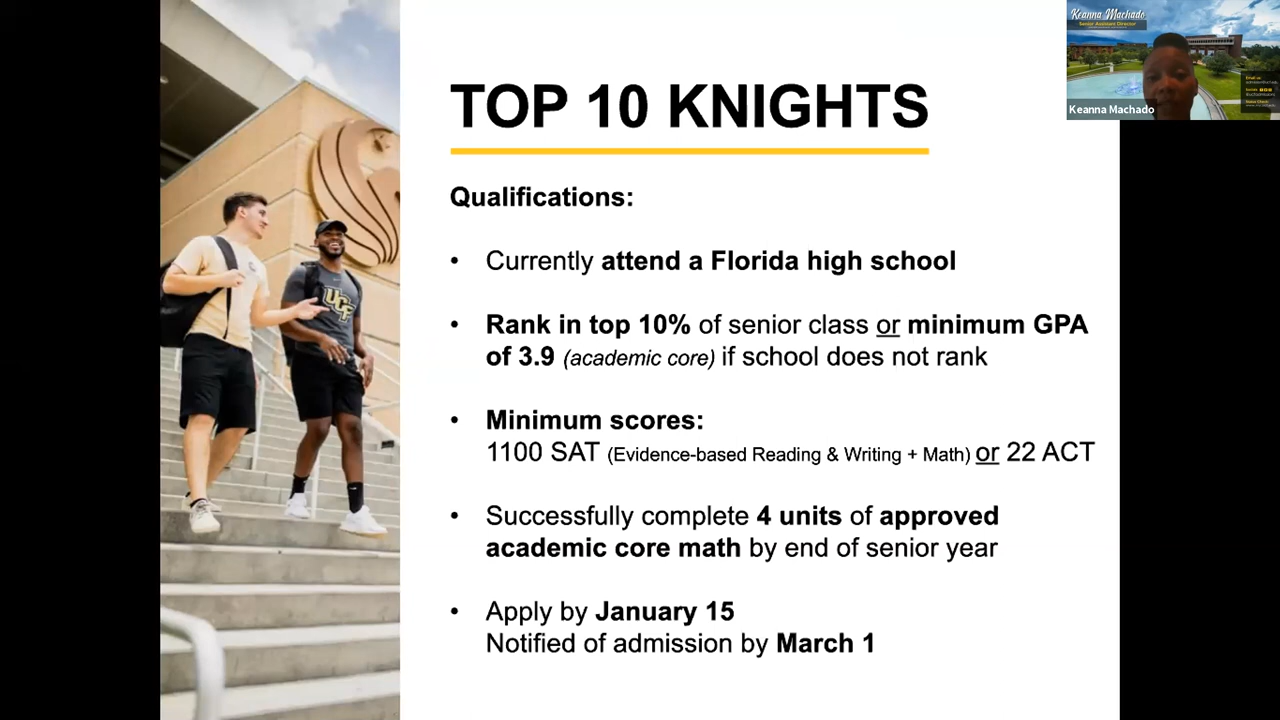 TOP 10 KNIGHTS
Qualifications:
• Currently attend a Florida high school
• Rank in top 10% of senior class or minimum GPA
of 3.9 (academic core) if school does not rank
• Minimum scores:
1100 SAT (Evidence-based Reading & Writing + Math) or 22 ACT
• Successfully complete 4 units of approved
academic core math by end of senior year
• Apply by January 15
Notified of admission by March 1
UCF
Keanna Machado
Senior Assistant Director
Keanna Machado